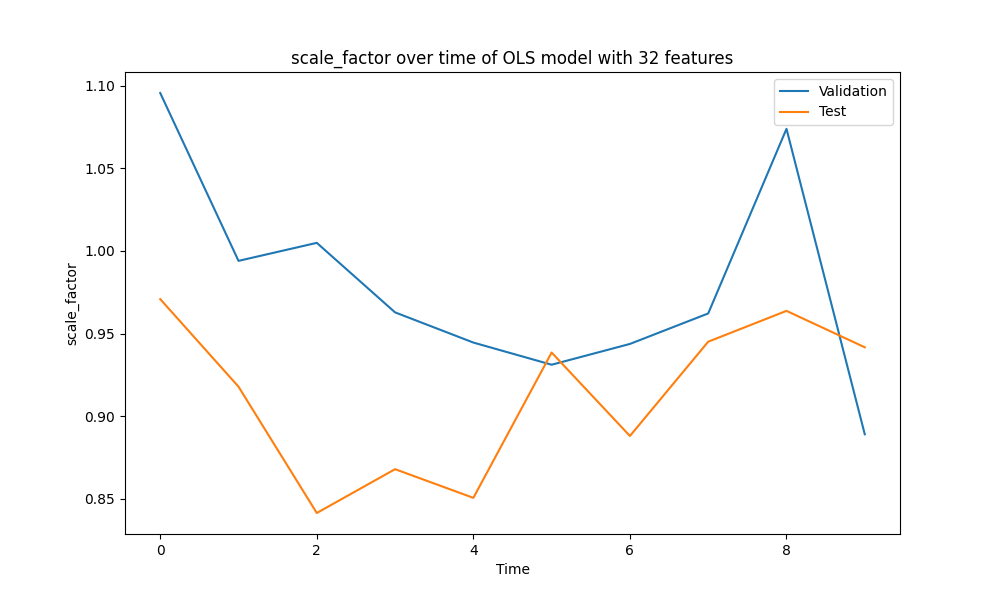 scale_factor over time of OLS model with 32 features
Validation
Test
1.10
1.05
1.00
0.95
0.90
0.85
scale_factor
0 2 4 6 8
Time